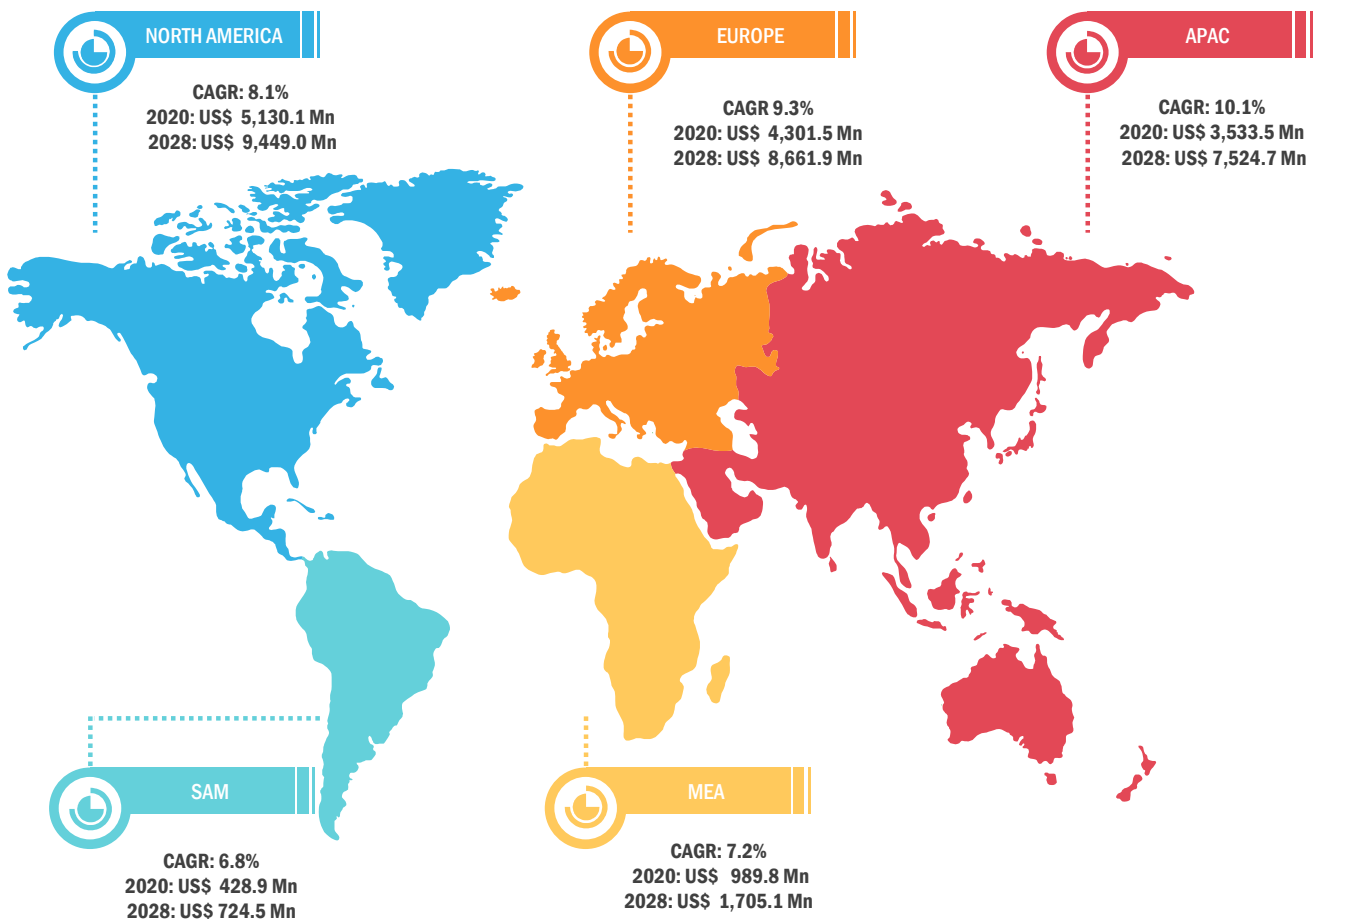 NORTH AMERICA
CAGR: 8.1%
2020: US$ 5,130.1 Mn
2028: US$ 9,449.0 Mn
EUROPE
CAGR 9.3%
2020: US$ 4,301.5 Mn
2028: US$ 8,661.9 Mn
APAC
CAGR: 10.1%
2020: US$ 3,533.5 Mn
2028: US$ 7,524.7 Mn
SAM
CAGR: 6.8%
2020: US$ 428.9 Mn
2028: US$ 724.5 Mn
MEA
CAGR: 7.2%
2020: US$ 989.8 Mn
2028: US$ 1,705.1 Mn